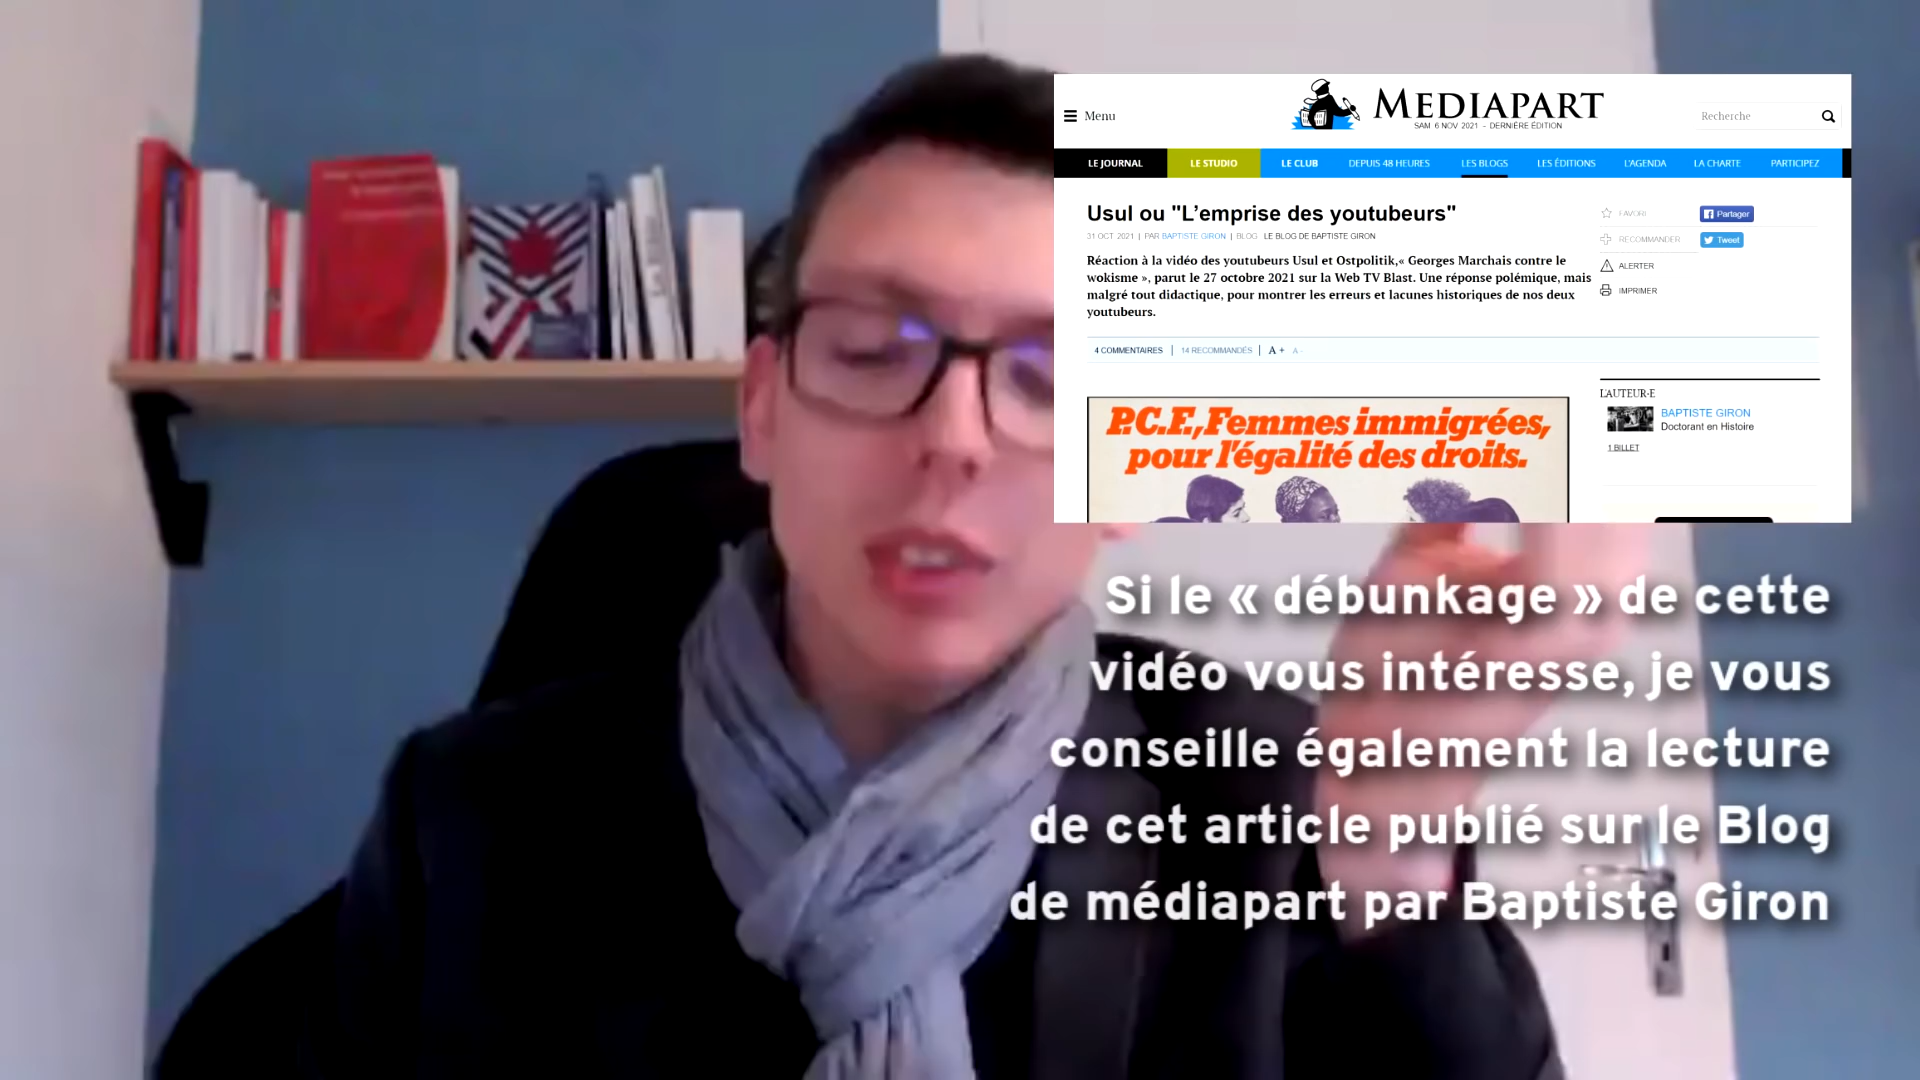 Menu
MEDIAPART
SAM 6 NOV 2021 - DERNIÈRE ÉDITION
Recherche
LE JOURNAL
LE STUDIO
LE CLUB
DEPUIS 48 HEURES
LES BLOGS
LES ÉDITIONS
L'AGENDA
LA CHARTE
PARTICIPEZ
Usul ou "L’emprise des youtubeurs"
31 OCT 2021 | PAR BAPTISTE GIRON | BLOG LE BLOG DE BAPTISTE GIRON
Réaction à la vidéo des youtubeurs Usul et Ostpolitik,« Georges Marchais contre le
wokisme », parut le 27 octobre 2021 sur la Web TV Blast. Une réponse polémique, mais
malgré tout didactique, pour montrer les erreurs et lacunes historiques de nos deux
youtubeurs.
FAVORI
Partager
RECOMMANDER
Tweet
ALERTER
IMPRIMER
4 COMMENTAIRES | 14 RECOMMANDÉS | A + A -
L'AUTEUR·E
BAPTISTE GIRON
Doctorant en Histoire
1 BILLET
P.C.F., Femmes immigrées,
pour l'égalité des droits.
Si le « débunkage » de cette
vidéo vous intéresse, je vous
conseille également la lecture
de cet article publié sur le Blog
de médiapart par Baptiste Giron